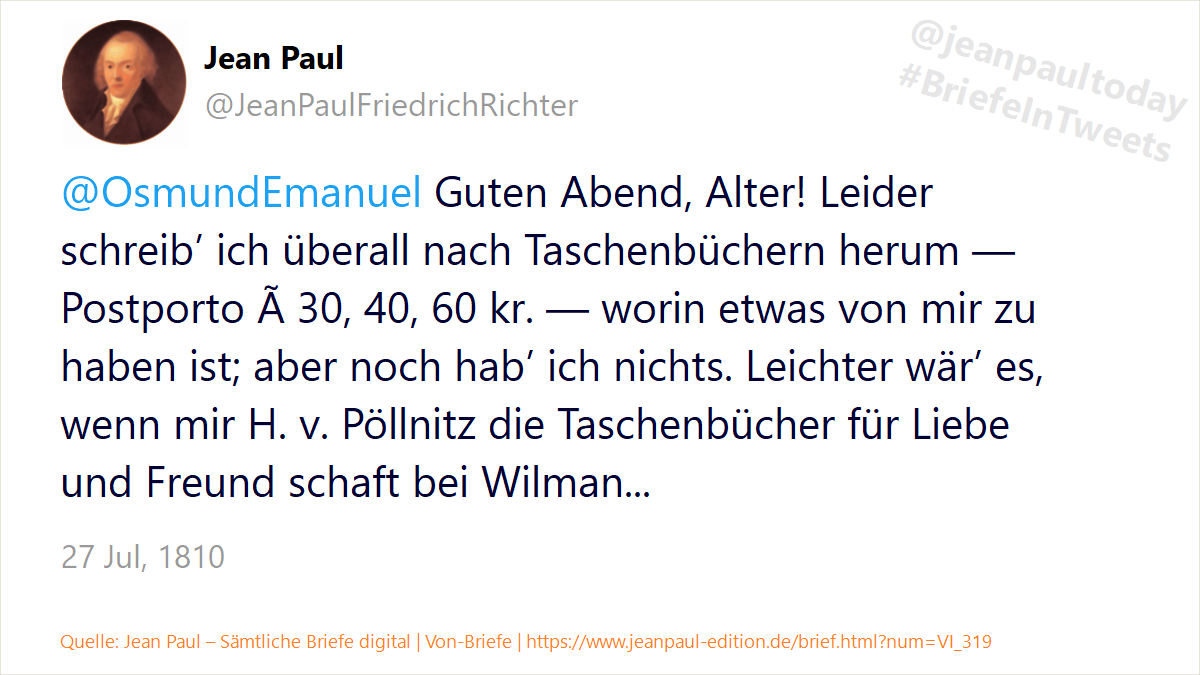 Jean Paul
@JeanPaulFriedrichRichter
@jeanpaultoday
#BriefeInTweets
@OsmundEmanuel Guten Abend, Alter! Leider
schreib’ ich überall nach Taschenbüchern herum —
Postporto Ã 30, 40, 60 kr. — worin etwas von mir zu
haben ist; aber noch hab’ ich nichts. Leichter wär’ es,
wenn mir H. v. Pöllnitz die Taschenbücher für Liebe
und Freund schaft bei Wilman...
27 Jul, 1810
Quelle: Jean Paul – Sämtliche Briefe digital | Von-Briefe | https://www.jeanpaul-edition.de/brief.html?num=VI_319